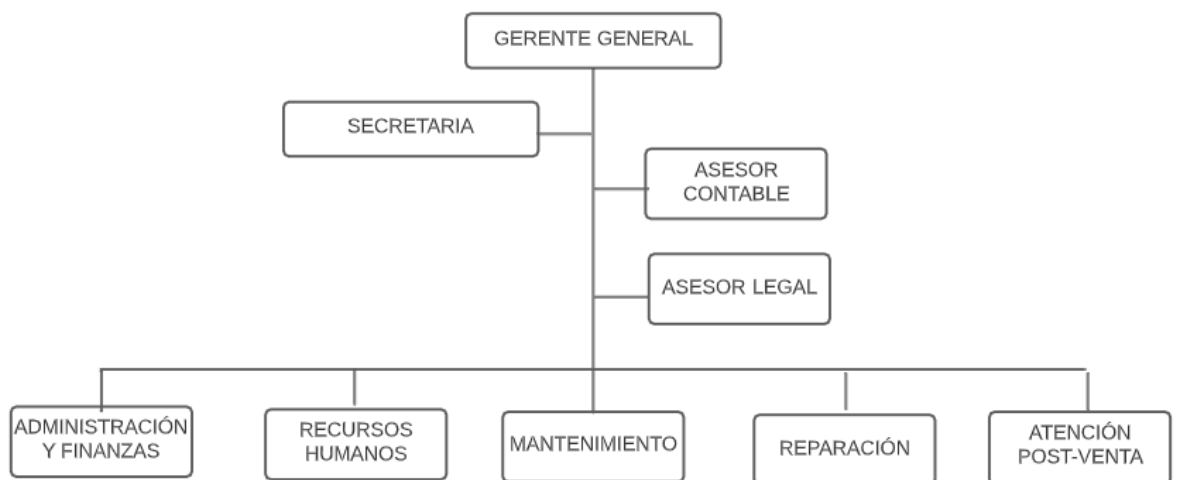 GERENTE GENERAL
SECRETARIA
ASESOR
CONTABLE
ASESOR LEGAL
ADMINISTRACIÓN
Y FINANZAS
RECURSOS
HUMANOS
MANTENIMIENTO
REPARACIÓN
ATENCIÓN
POST-VENTA